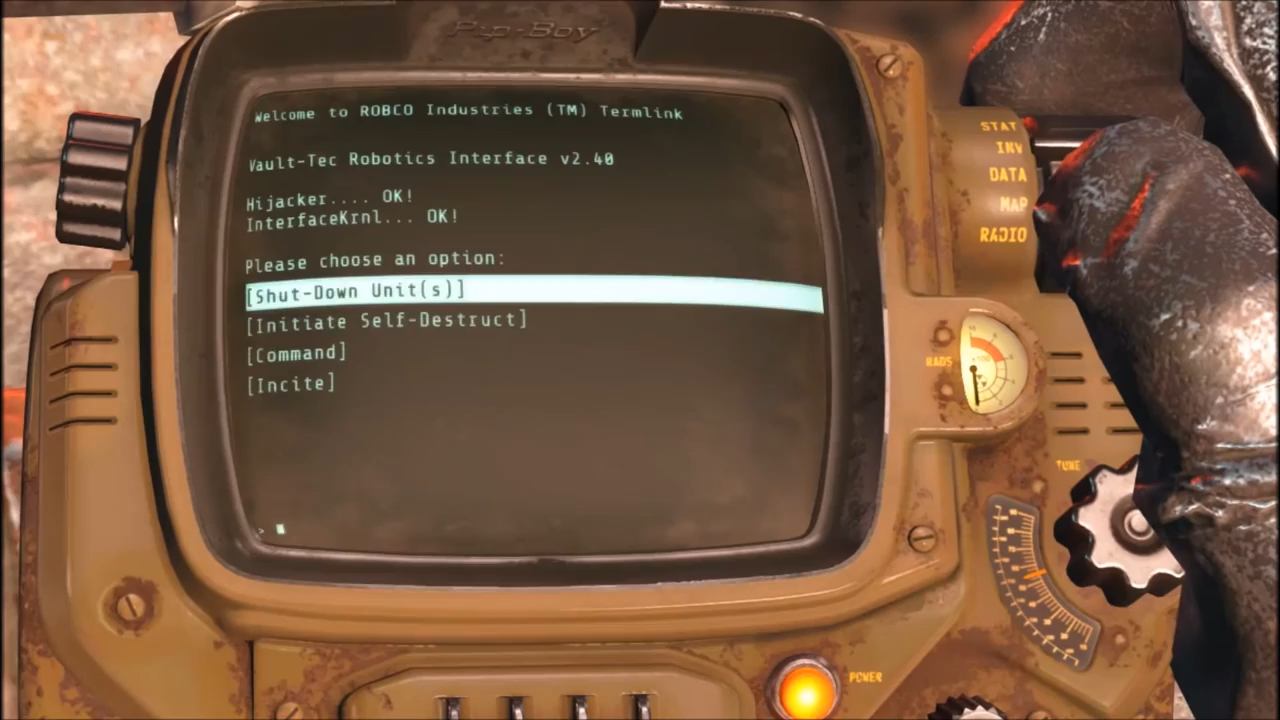 Pip-Boy
Welcome to ROBCO Industries (TM) Termlink
Vault-Tec Robotics Interface v2.40
Hijacker.... OK!
InterfaceKrnl... OK!
Please choose an option:
[Shut-Down Unit(s)]
[Initiate Self-Destruct]
[Command]
[Incite]
>
STAT
INV
DATA
MAP
RADIO
RADS
TUNE
POWER